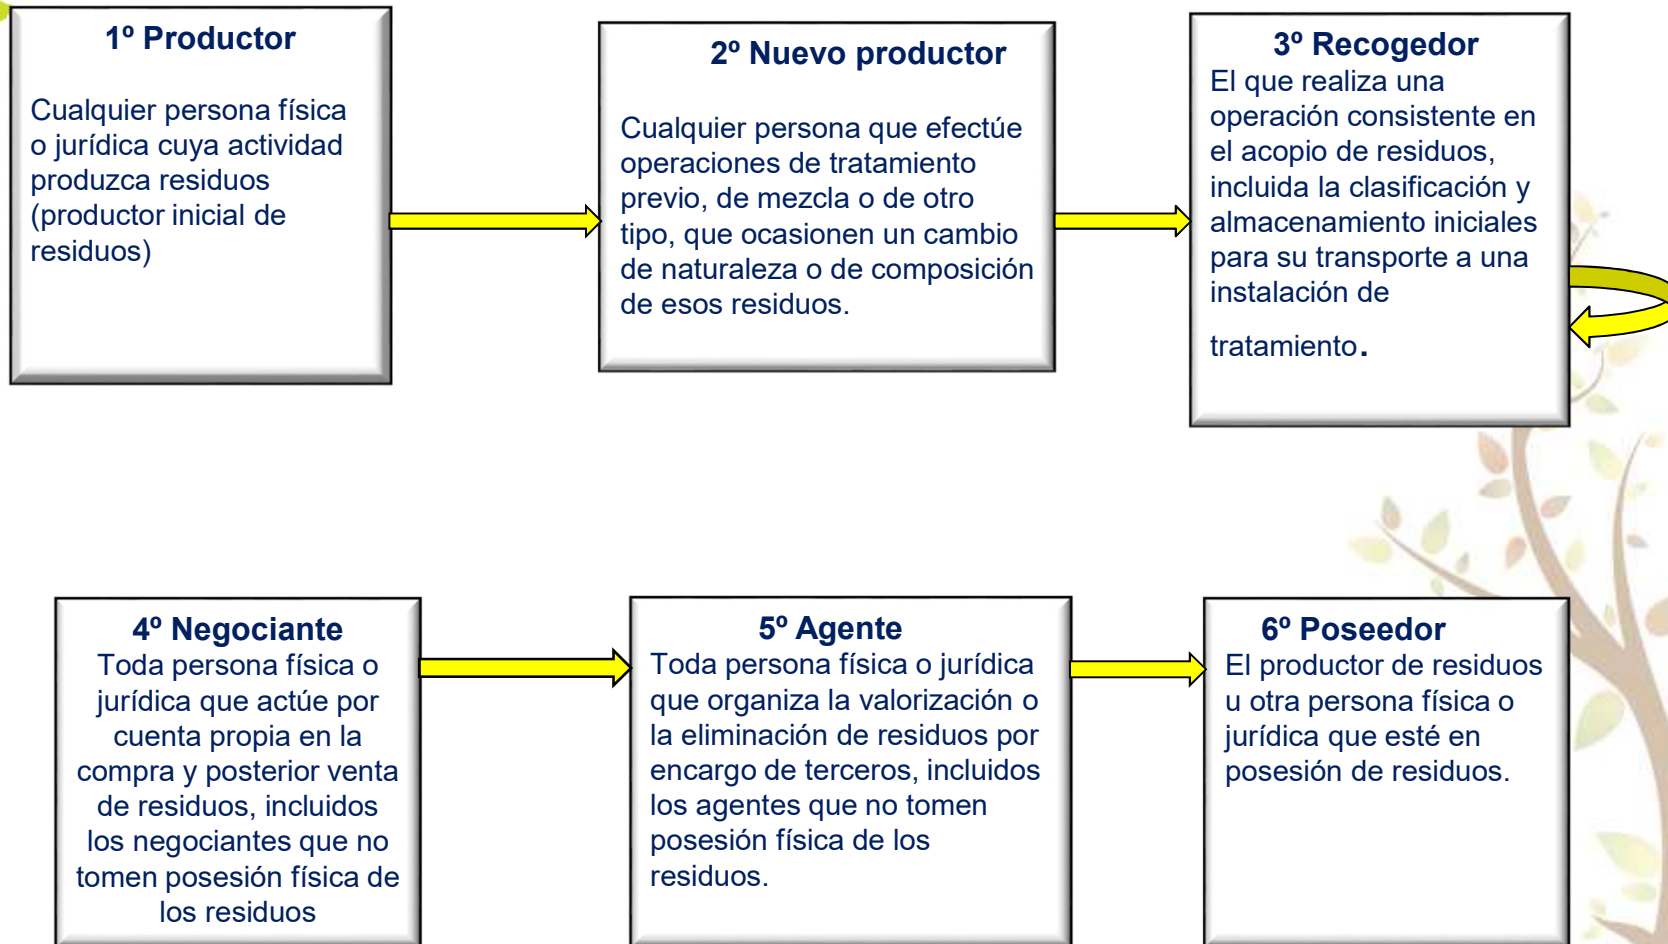 1º Productor
Cualquier persona física
o jurídica cuya actividad
produzca residuos
(productor inicial de
residuos)
2º Nuevo productor
Cualquier persona que efectúe
operaciones de tratamiento
previo, de mezcla o de otro
tipo, que ocasionen un cambio
de naturaleza o de composición
de esos residuos.
3º Recogedor
El que realiza una
operación consistente en
el acopio de residuos,
incluida la clasificación y
almacenamiento iniciales
para su transporte a una
instalación de
tratamiento.
4º Negociante
Toda persona física o
jurídica que actúe por
cuenta propia en la
compra y posterior venta
de residuos, incluidos
los negociantes que no
tomen posesión física de
los residuos
5º Agente
Toda persona física o jurídica
que organiza la valorización o
la eliminación de residuos por
encargo de terceros, incluidos
los agentes que no tomen
posesión física de los
residuos.
6º Poseedor
El productor de residuos
u otra persona física o
jurídica que esté en
posesión de residuos.